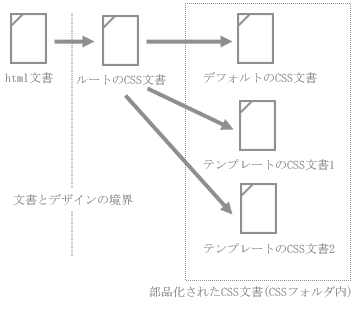 html文書
ルートのCSS文書
デフォルトのCSS文書
テンプレートのCSS文書1
文書とデザインの境界
テンプレートのCSS文書2
部品化されたCSS文書(CSSフォルダ内)